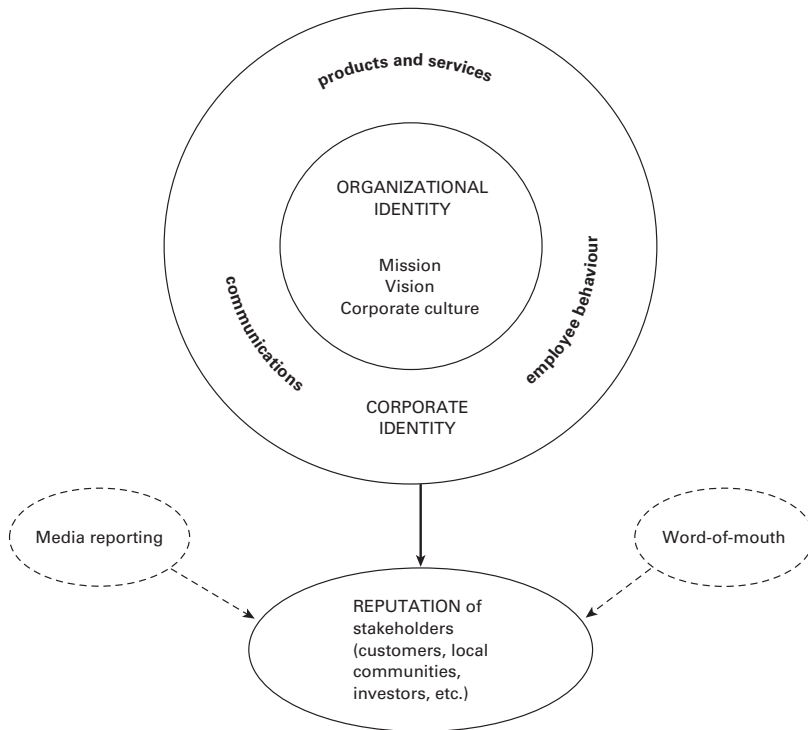 products and services
ORGANIZATIONAL
IDENTITY
Mission
Vision
Corporate culture
communications
employee behaviour
CORPORATE
IDENTITY
Media reporting
Word-of-mouth
REPUTATION of
stakeholders
(customers, local
communities,
investors, etc.)